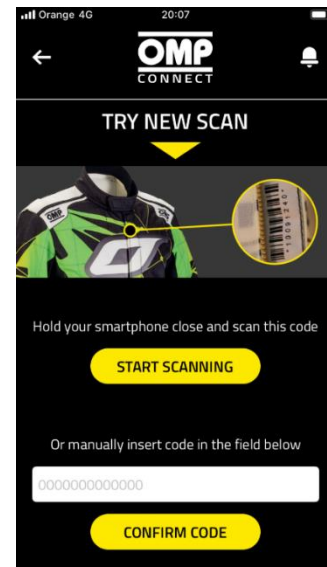 Orange 4G 20:07
OMP
CONNECT
TRY NEW SCAN
OMP
Hold your smartphone close and scan this code
START SCANNING
Or manually insert code in the field below
0000000000000
CONFIRM CODE